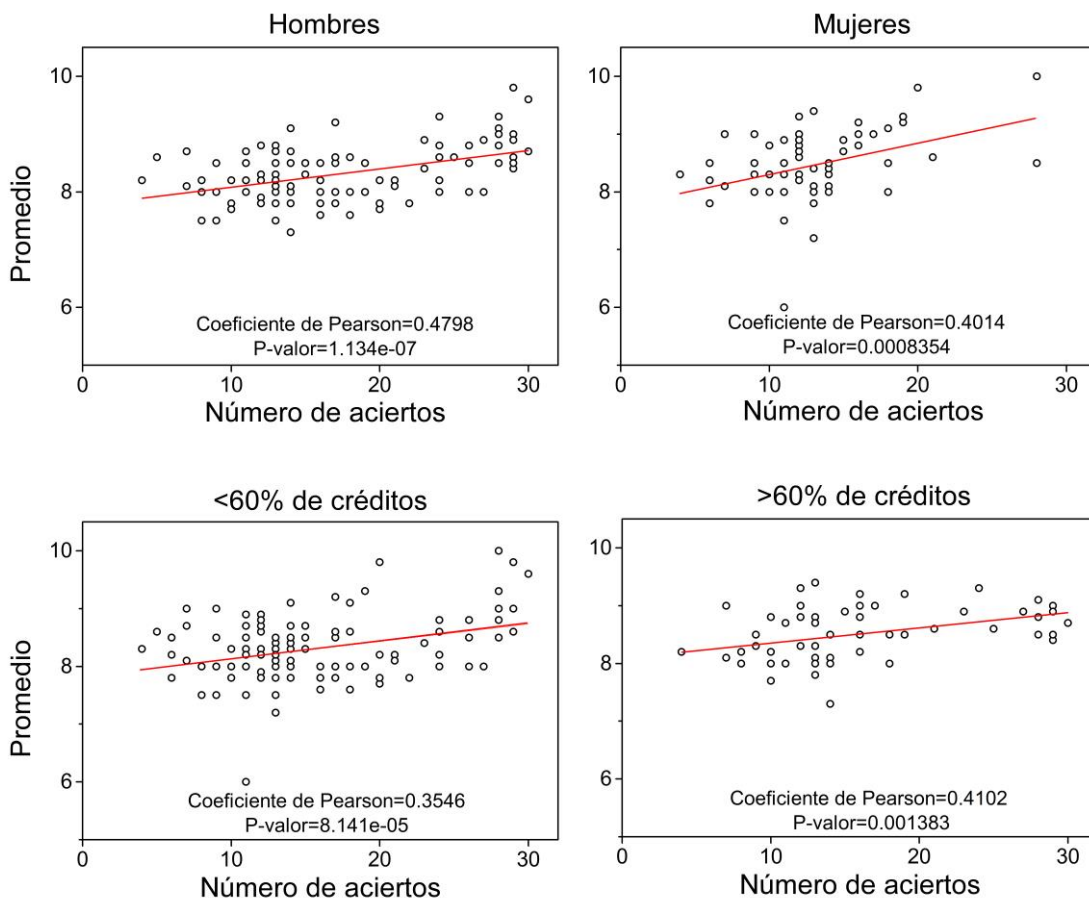 Hombres
Mujeres
Promedio
10
8
6
Coeficiente de Pearson=0.4798
P-valor=1.134e-07
0
10
20
30
Número de aciertos
10
8
6
Coeficiente de Pearson=0.4014
P-valor=0.0008354
0
10
20
30
Número de aciertos
<60% de créditos
>60% de créditos
Promedio
10
8
6
Coeficiente de Pearson=0.3546
P-valor=8.141e-05
0
10
20
30
Número de aciertos
10
8
6
Coeficiente de Pearson=0.4102
P-valor=0.001383
0
10
20
30
Número de aciertos